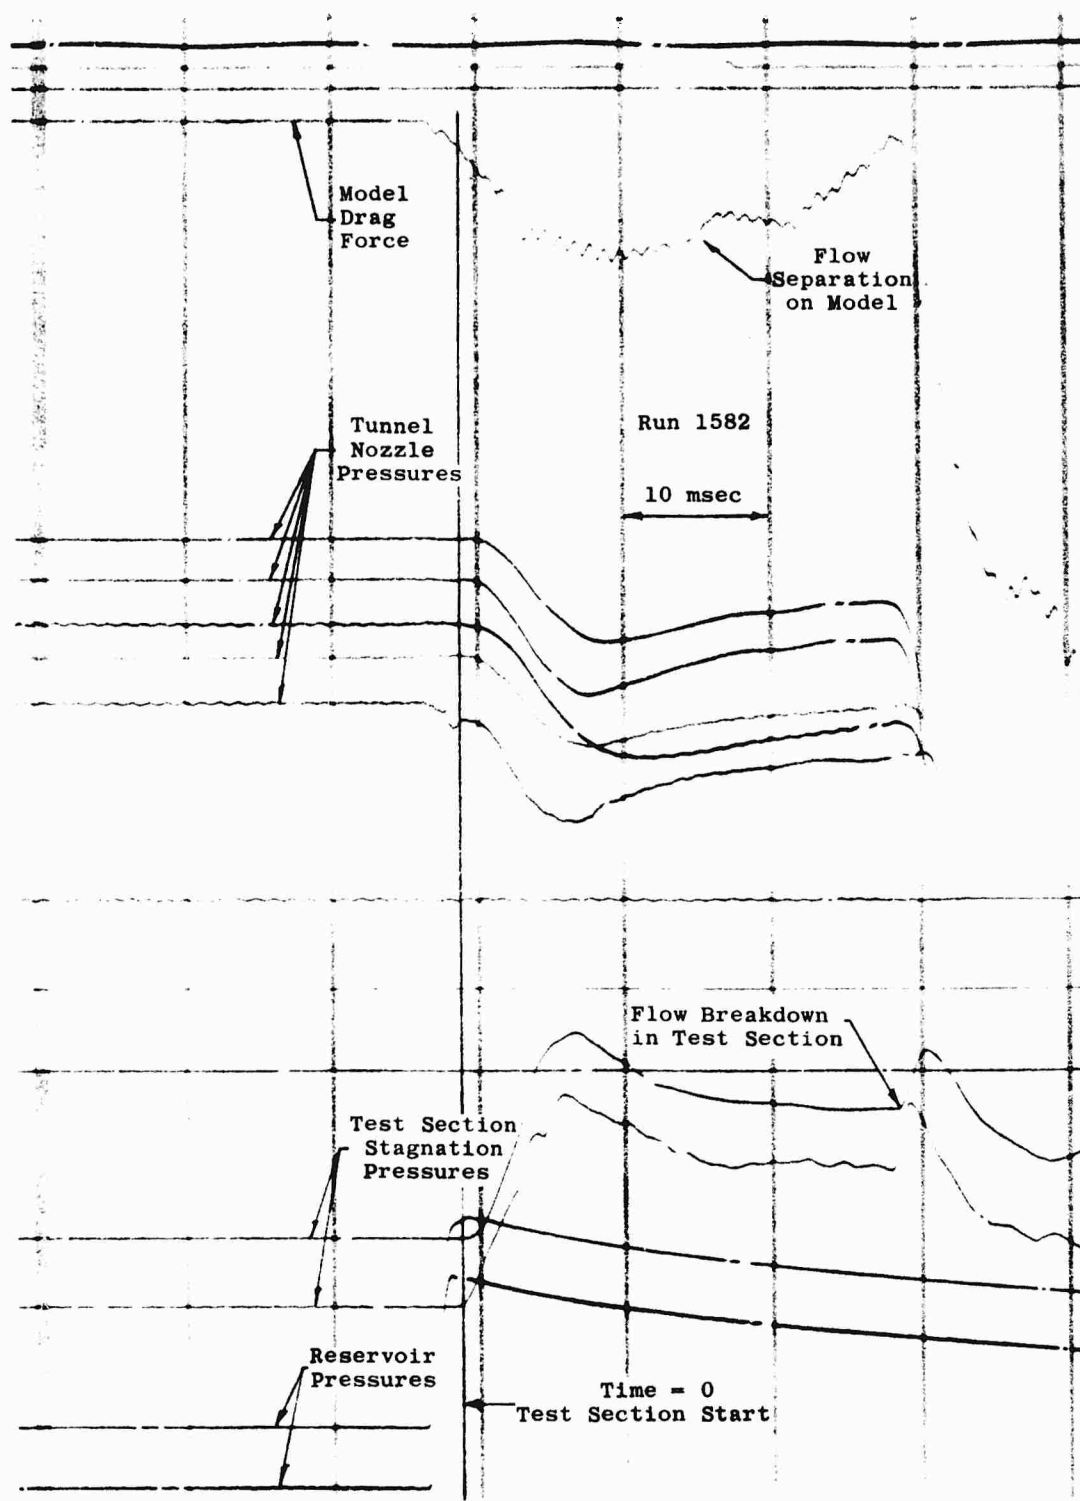 Model
Drag
Force
Flow
Separation
on Model
Tunnel
Nozzle
Pressures
Run 1582
10 msec
Flow Breakdown
in Test Section
Test Section
Stagnation
Pressures
Reservoir
Pressures
Time = 0
Test Section Start